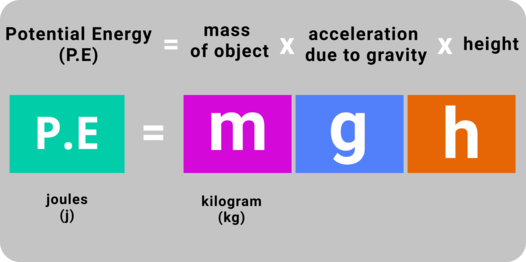 Potential Energy (P.E) = mass of object x acceleration due to gravity x height
P.E = m g h
joules (j) kilogram (kg)